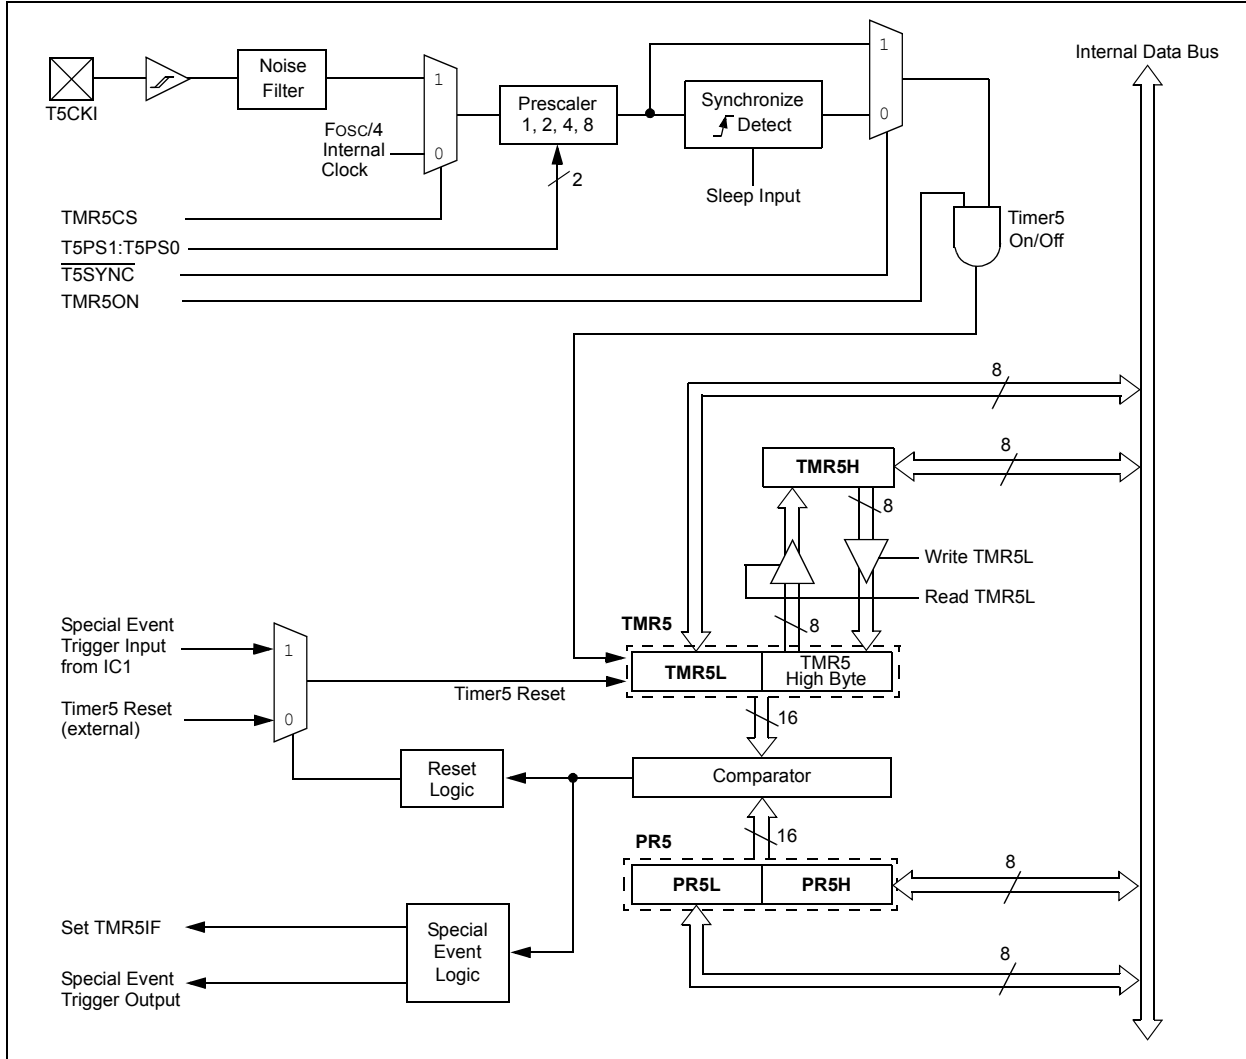 T5CKI
Noise
Filter
1
0
FOSC/4
Internal
Clock
Prescaler
1, 2, 4, 8
2
Synchronize
Detect
Sleep Input
1
0
Internal Data Bus
TMR5CS
T5PS1:T5PS0
T5SYNC
TMR5ON
Timer5
On/Off
8
8
TMR5H
8
Write TMR5L
Read TMR5L
8
TMR5
TMR5L
TMR5
High Byte
Special Event
Trigger Input
from IC1
1
Timer5 Reset
(external)
0
Timer5 Reset
16
Reset
Logic
Comparator
16
PR5
PR5L
PR5H
8
8
Special
Event
Logic
Set TMR5IF
Special Event
Trigger Output